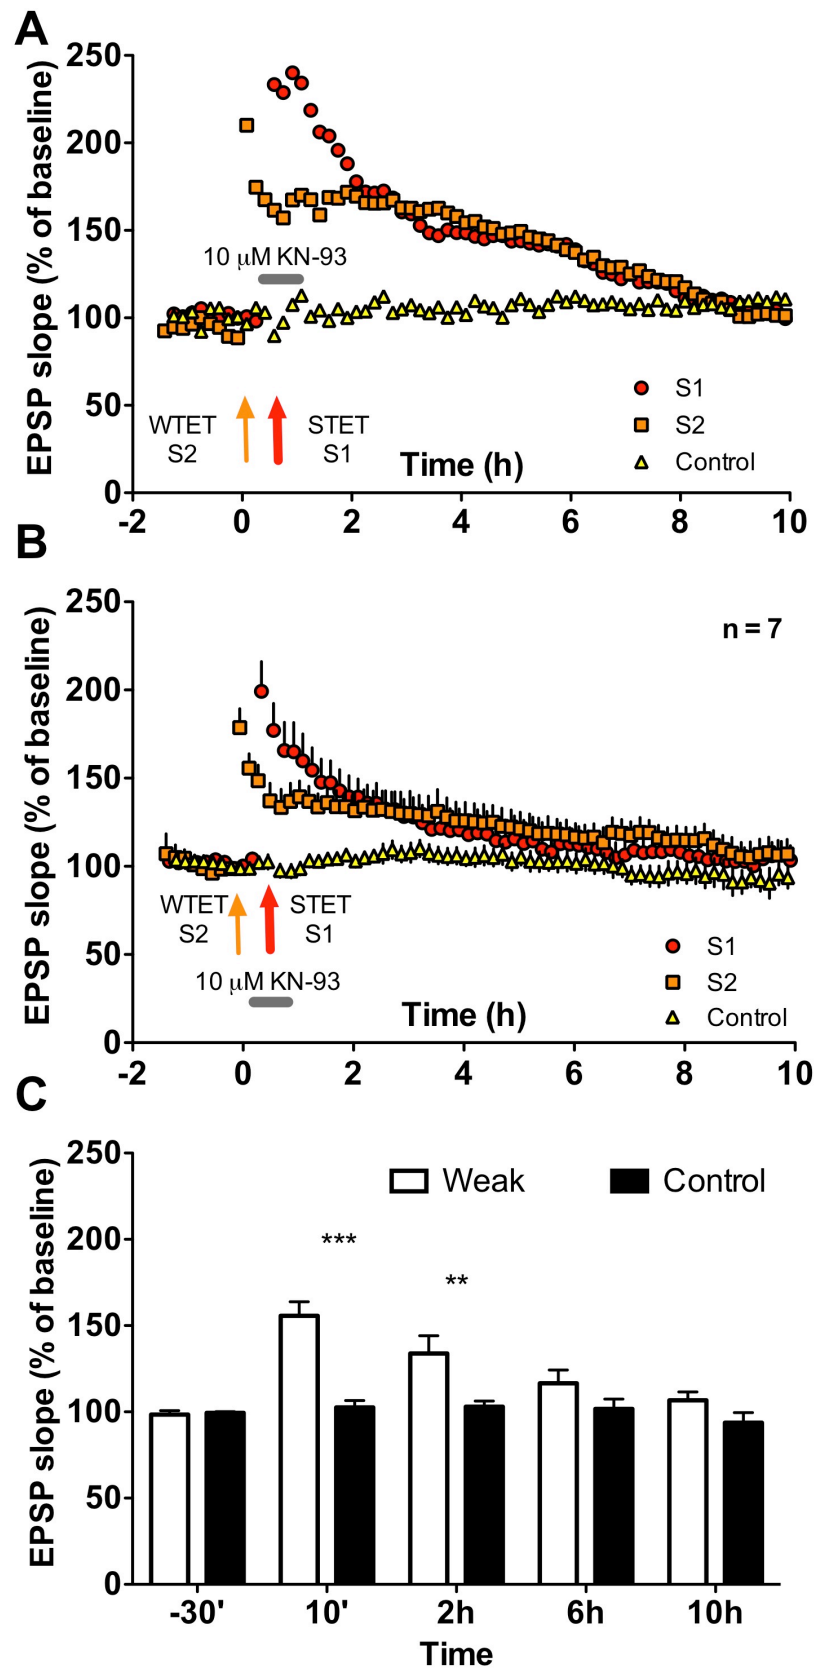 A
EPSP slope (% of baseline)
250
200
150
100
50
0
10 μM KN-93
WTET
S2
STET
S1
S1
S2
Control
Time (h)
-2 0 2 4 6 8 10
B
EPSP slope (% of baseline)
250
200
150
100
50
0
n = 7
WTET
S2
STET
S1
10 μM KN-93
S1
S2
Control
Time (h)
-2 0 2 4 6 8 10
C
EPSP slope (% of baseline)
250
200
150
100
50
0
Weak Control
***
**
-30' 10' 2h 6h 10h
Time